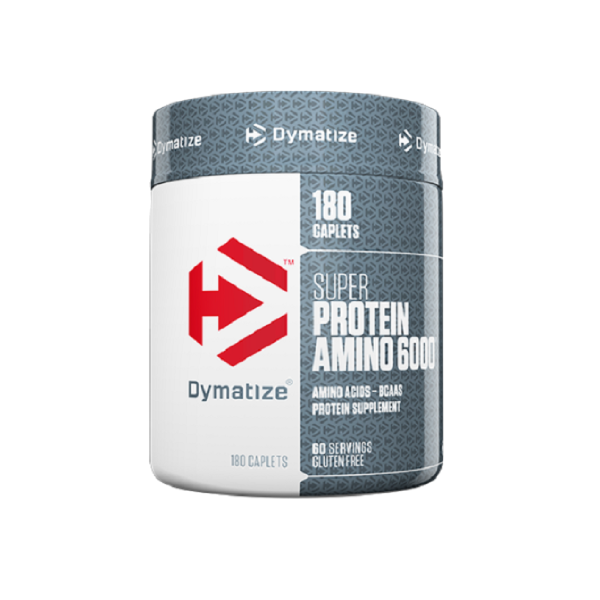 Dymatize
Dymatize
180
CAPLETS
SUPER
PROTEIN
AMINO 6000
AMINO ACIDS – BCAAS
PROTEIN SUPPLEMENT
60 SERVINGS
GLUTEN FREE
™
Dymatize®
180 CAPLETS